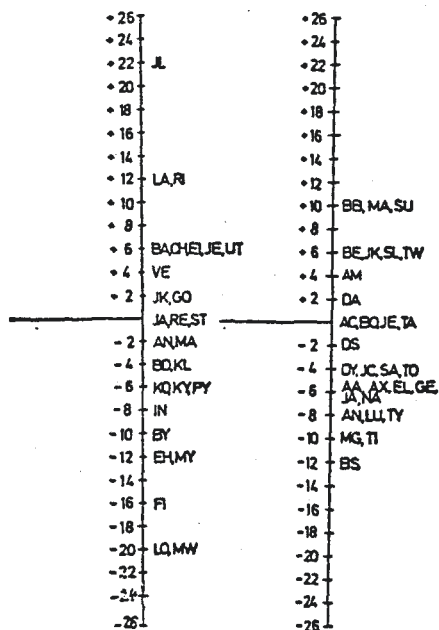 + 26
+ 24
+ 22 JL
+ 20
+ 18
+ 16
+ 14
+ 12 LA,RI
+ 10
+ 8
+ 6 BA,CH,EI,JE,UT
+ 4 VE
+ 2 JK,GO
JA,RE,ST
- 2 AN,MA
- 4 BD,KL
- 6 KO,KY,PY
- 8 IN
- 10 BY
- 12 EH,MY
- 14
- 16 FI
- 18
- 20 LO,MW
- 22
- 24
- 26
+ 26
+ 24
+ 22
+ 20
+ 18
+ 16
+ 14
+ 12
+ 10 BB, MA, SU
+ 8
+ 6 BE,JK,SL,TW
+ 4 AM
+ 2 DA
AC,BO,JE,TA
- 2 DS
- 4 DY, JC, SA, TO
- 6 AA, AX, EL, GE,
JA, NA
- 8 AN, LU, TY
- 10 MG, TI
- 12 BS
- 14
- 16
- 18
- 20
- 22
- 24
- 26